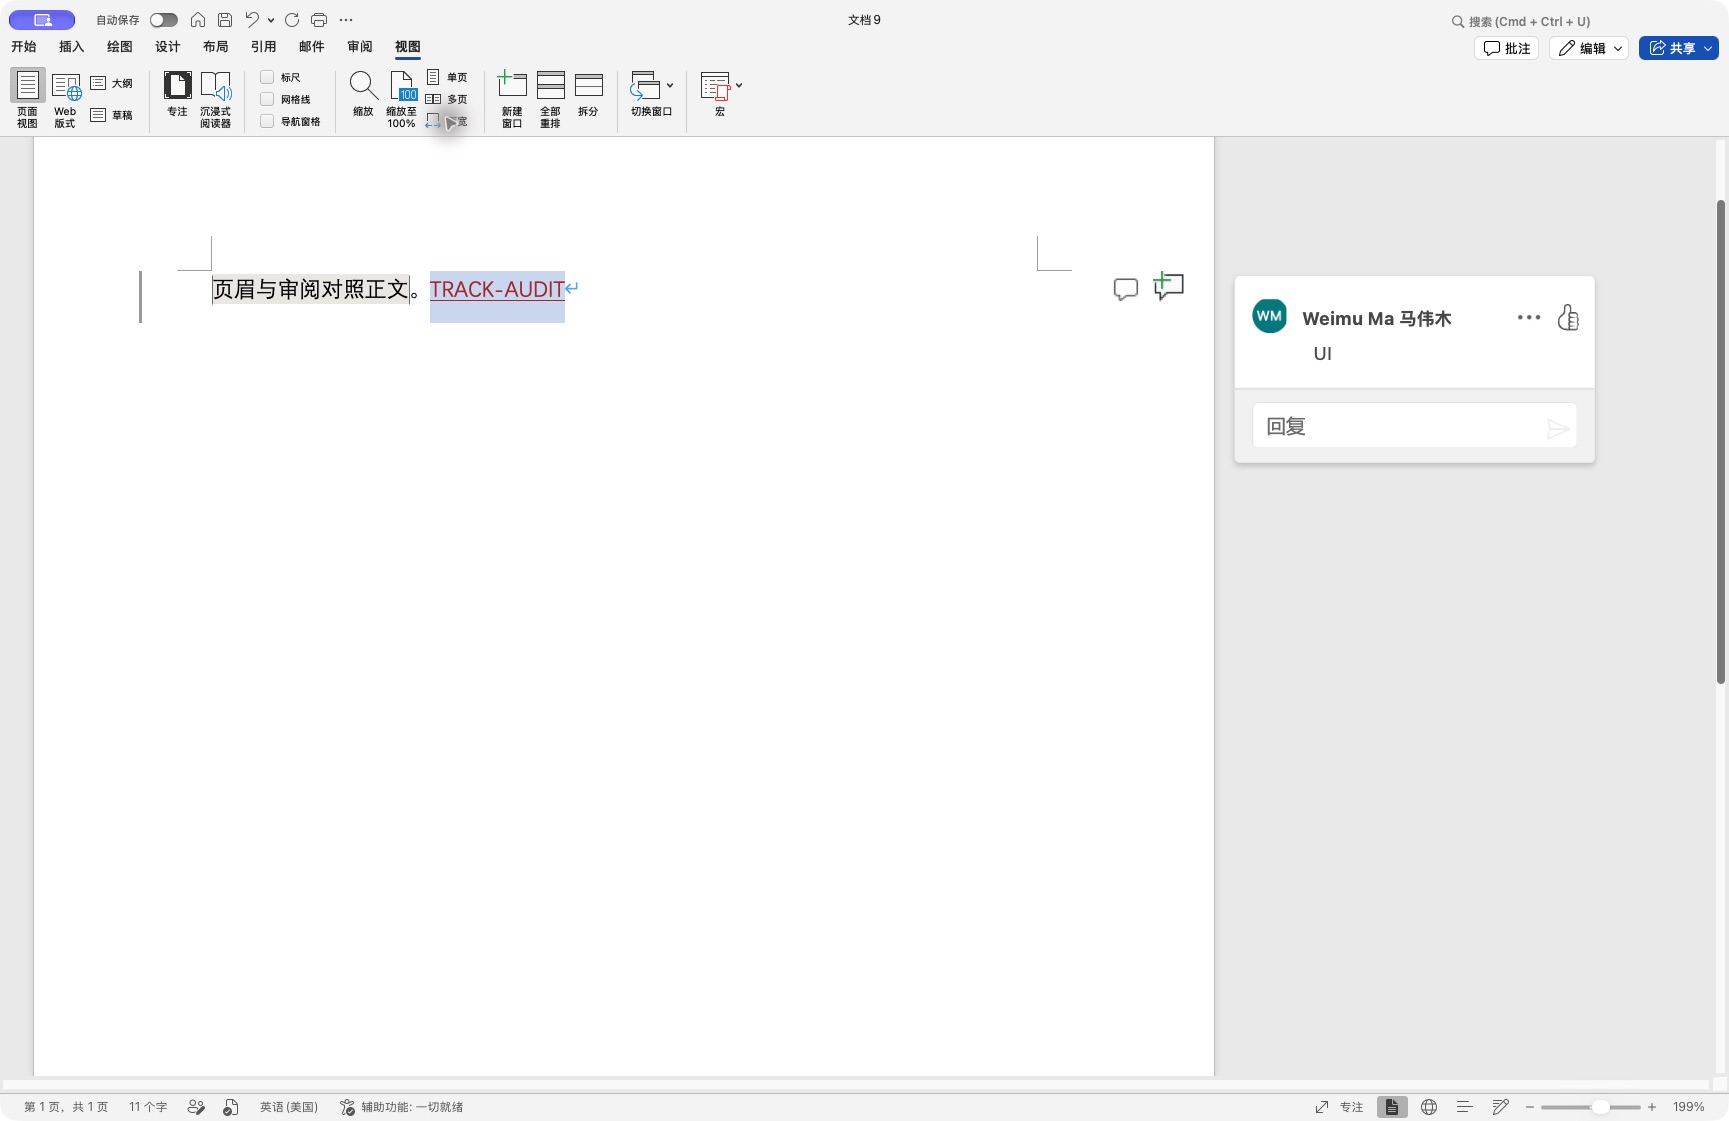 自动保存
文档9
搜索 (Cmd + Ctrl + U)
开始 插入 绘图 设计 布局 引用 邮件 审阅 视图
批注 编辑 共享
页面视图
Web 版式
大纲
草稿
专注
沉浸式阅读器
标尺
网格线
导航窗格
缩放
100
缩放至 100%
单页
多页
宽
新建窗口
全部重排
拆分
切换窗口
宏
页眉与审阅对照正文。TRACK-AUDIT
WM
Weimu Ma 马伟木
UI
回复
第 1 页，共 1 页 11 个字 英语 (美国) 辅助功能: 一切就绪 专注 199%